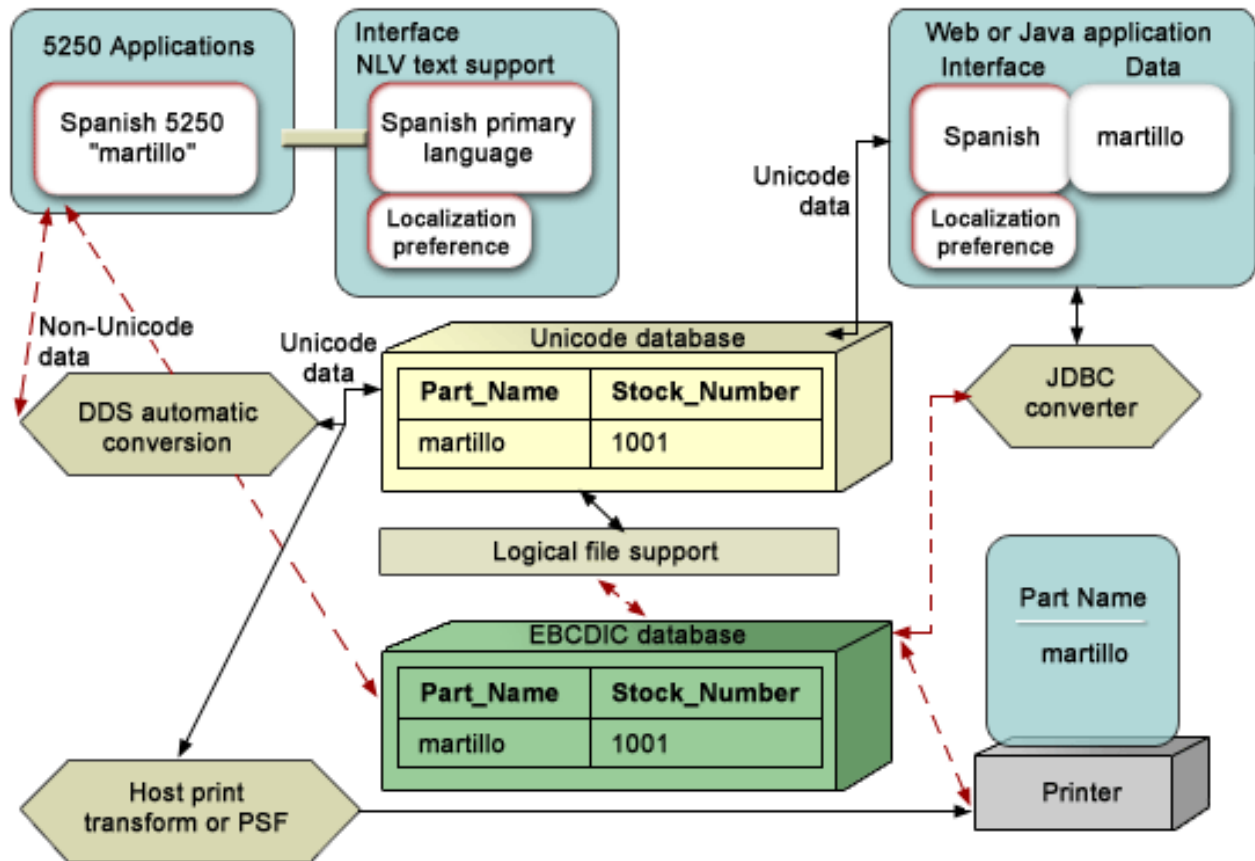 5250 Applications
Spanish 5250
"martillo"
Interface
NLV text support
Spanish primary
language
Localization
preference
Web or Java application
Interface
Data
Spanish
martillo
Localization
preference
Unicode
data
Non-Unicode
data
Unicode
data
DDS automatic
conversion
Unicode database
Part_Name
Stock_Number
martillo
1001
JDBC
converter
Logical file support
EBCDIC database
Part_Name
Stock_Number
martillo
1001
Part Name
martillo
Printer
Host print
transform or PSF